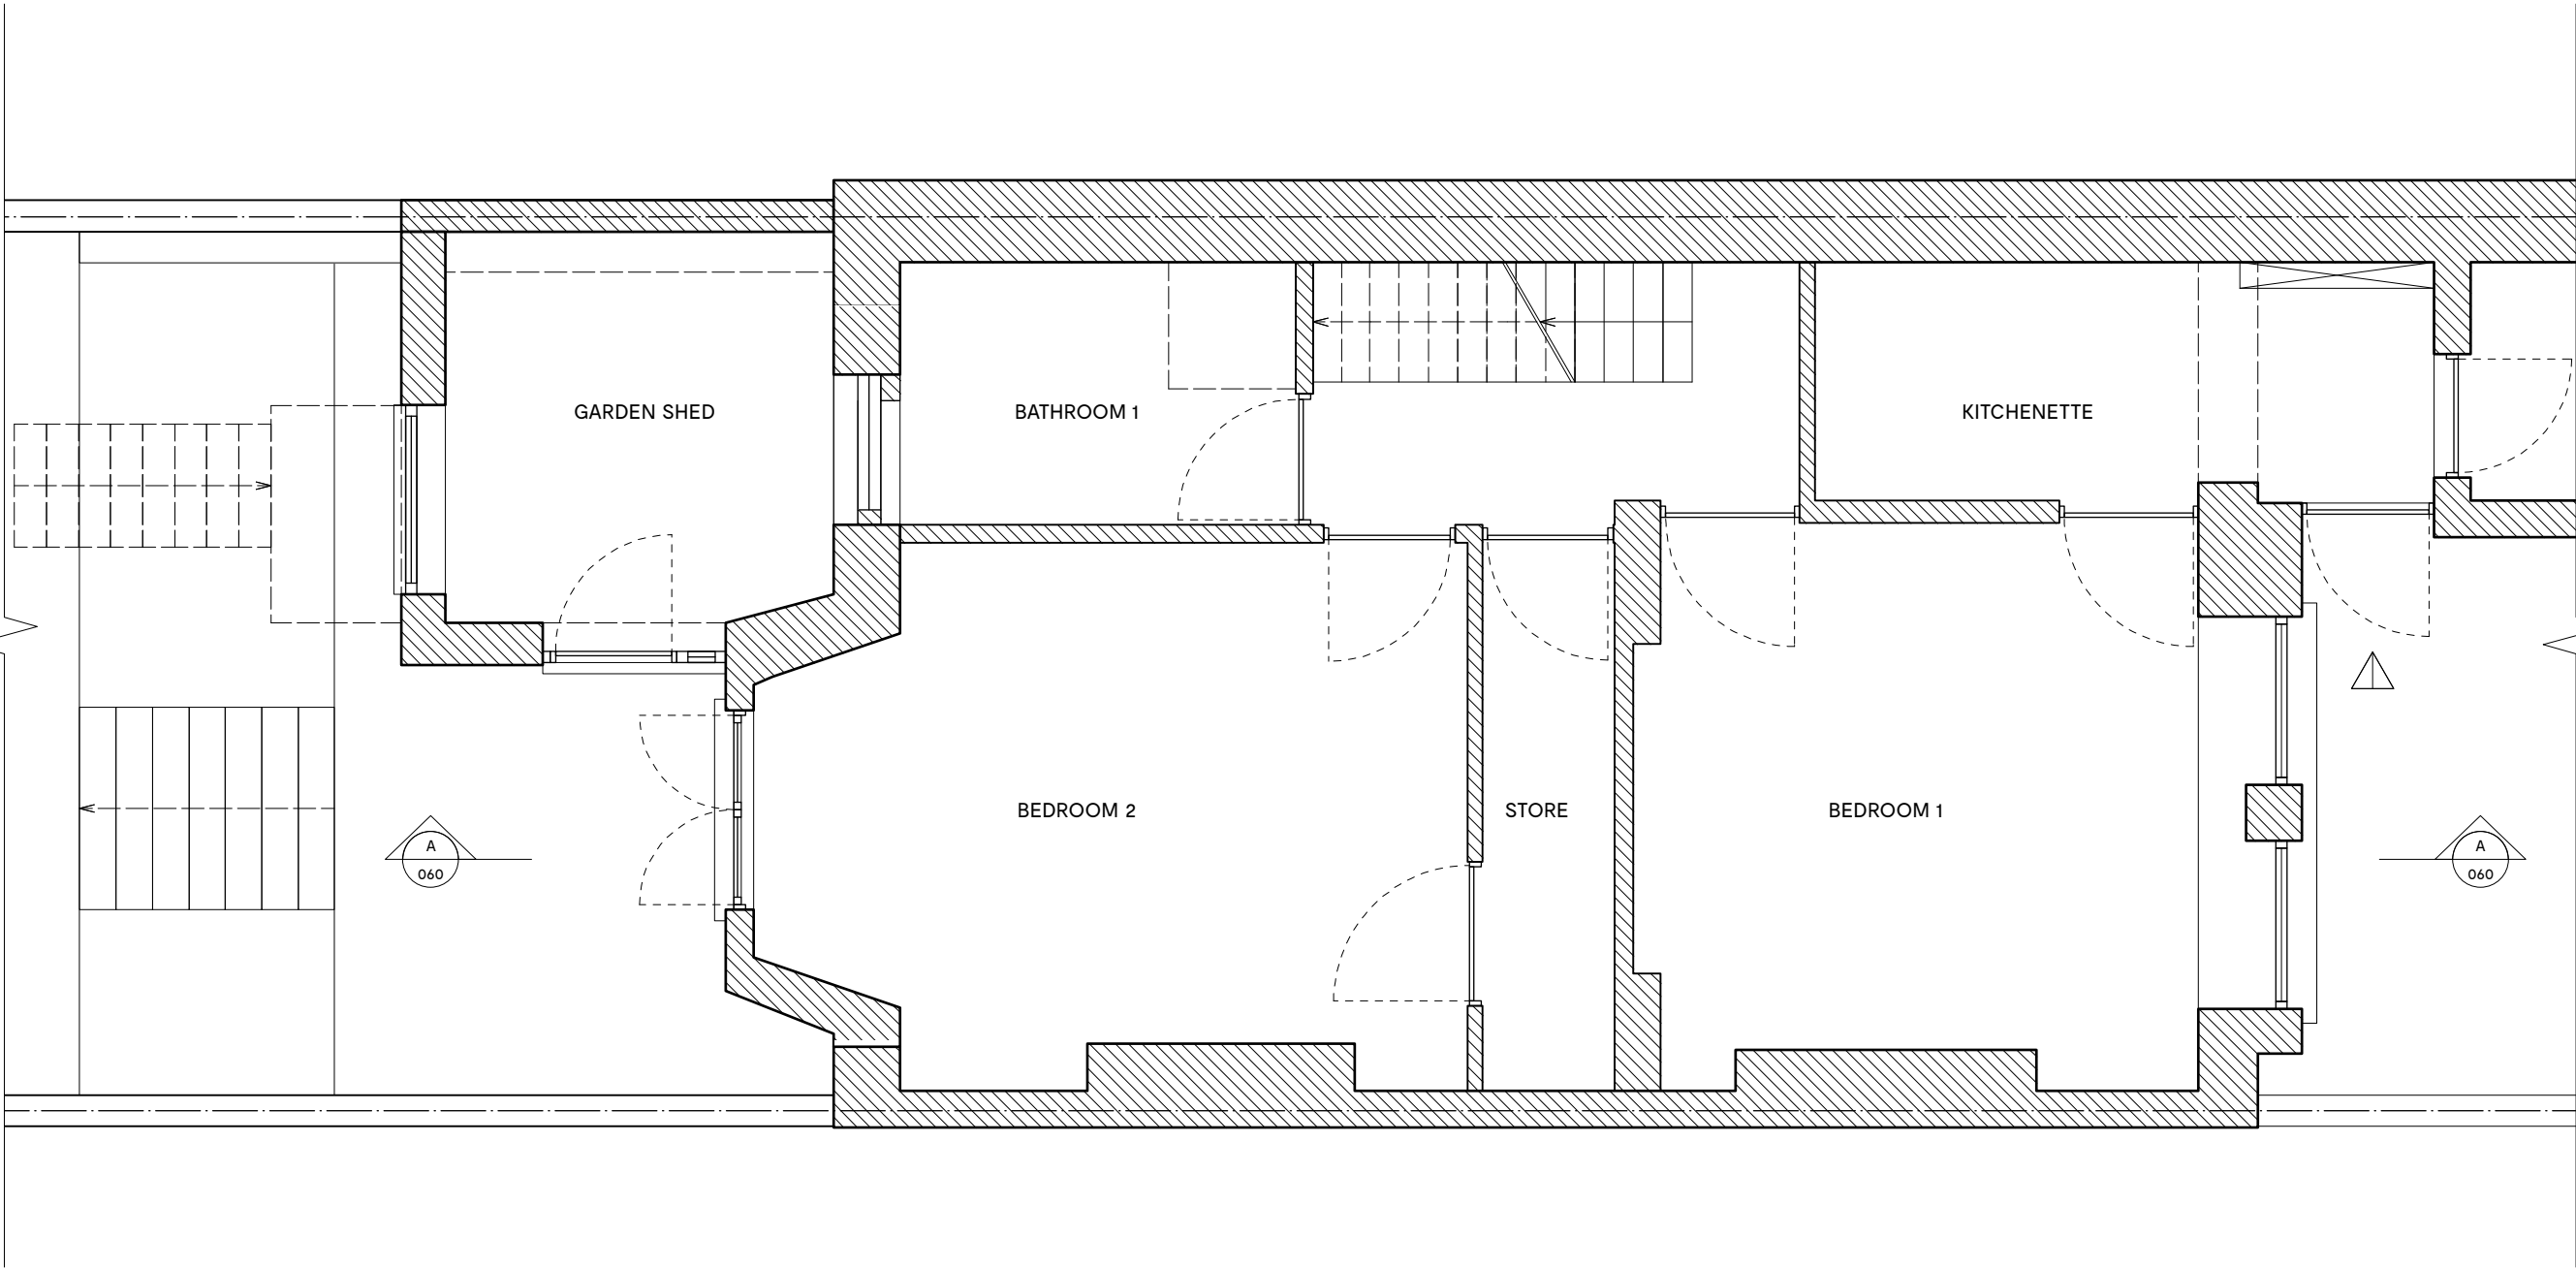 GARDEN SHED
BATHROOM 1
KITCHENETTE
BEDROOM 2
STORE
BEDROOM 1
A
060
A
060